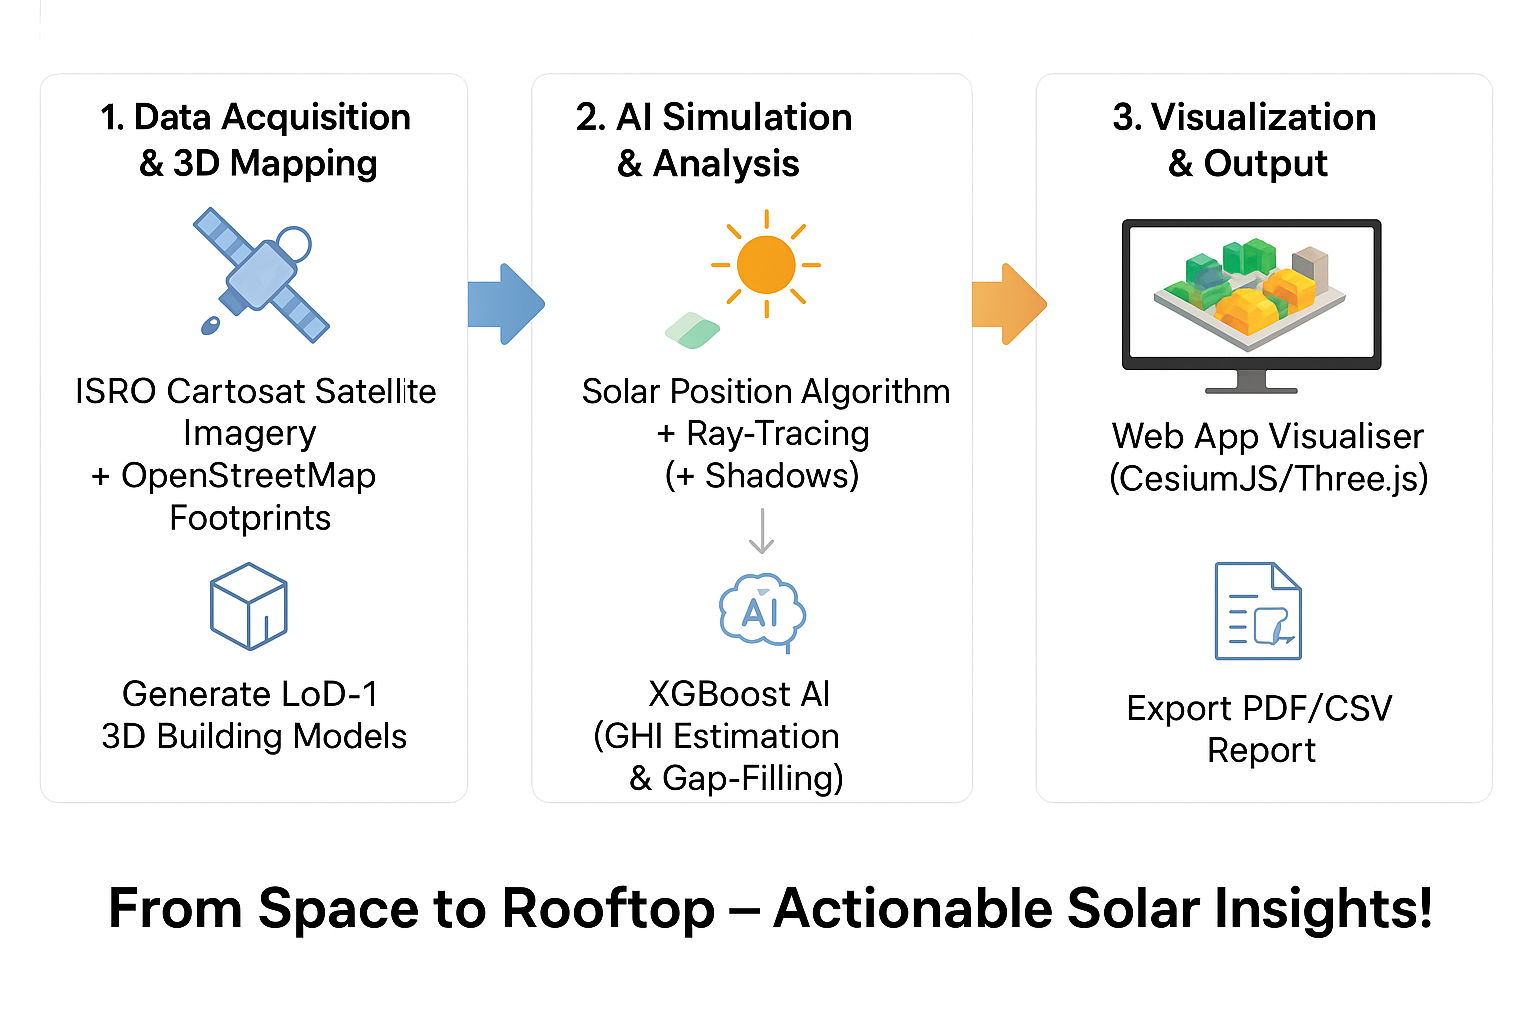 1. Data Acquisition
& 3D Mapping
ISRO Cartosat Satellite
Imagery
+ OpenStreetMap
Footprints
Generate LoD-1
3D Building Models
2. AI Simulation
& Analysis
Solar Position Algorithm
+ Ray-Tracing
(+ Shadows)
AI
XGBoost AI
(GHI Estimation
& Gap-Filling)
3. Visualization
& Output
Web App Visualiser
(CesiumJS/Three.js)
Export PDF/CSV
Report
From Space to Rooftop – Actionable Solar Insights!